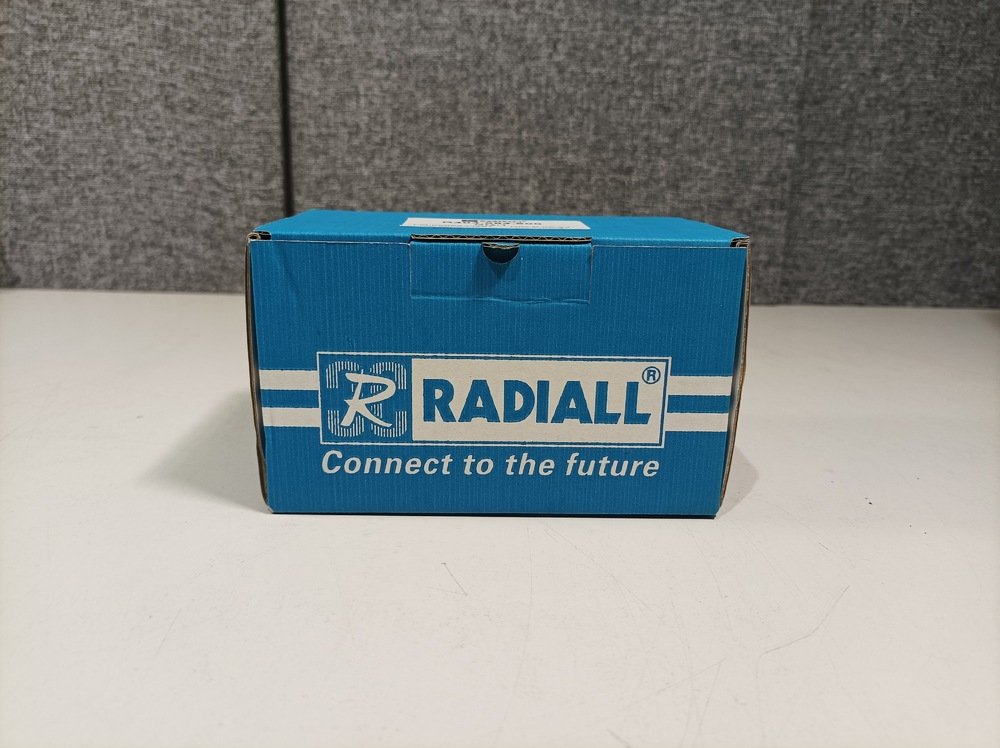 R RADIALL®
Connect to the future